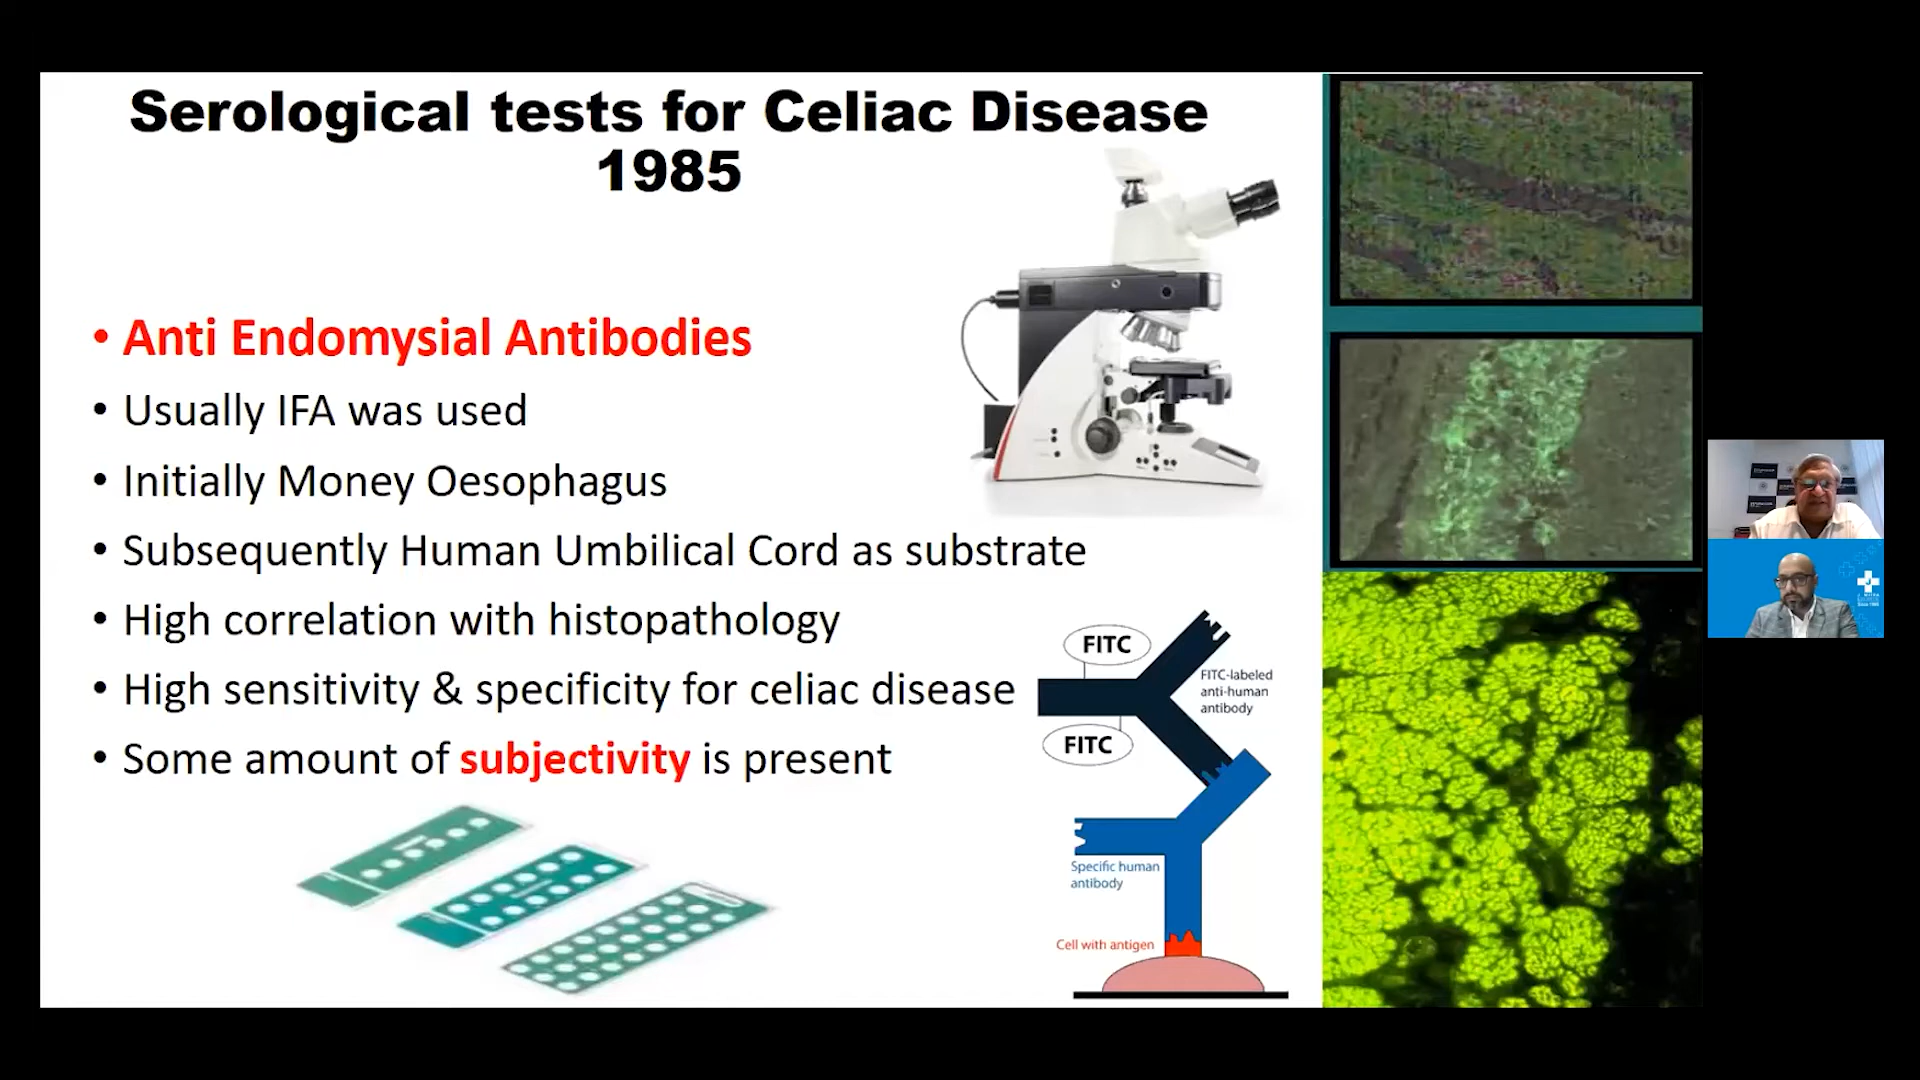 Serological tests for Celiac Disease
1985
• Anti Endomysial Antibodies
• Usually IFA was used
• Initially Money Oesophagus
• Subsequently Human Umbilical Cord as substrate
• High correlation with histopathology
• High sensitivity & specificity for celiac disease
• Some amount of subjectivity is present
FITC
FITC
FITC-labeled
anti-human
antibody
Specific human
antibody
Cell with antigen